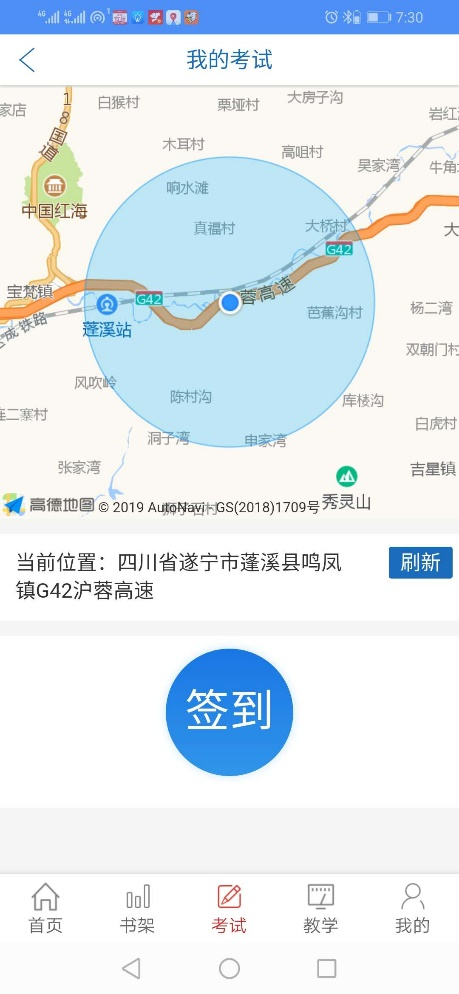 7:30
我的考试
家店
白猴村
栗垭村
大房子沟
岩红
18国道
木耳村
高咀村
吴家湾
牛角
中国红海
响水滩
真福村
大桥村
G42
大
宝梵镇
G42
蓉高速
芭蕉沟村
杨二湾
成铁路
蓬溪站
双朝门村
风吹岭
陈村沟
库楼沟
连二寨村
白虎村
洞子湾
申家湾
张家湾
吉星镇
秀灵山
高德地图 © 2019 AutoNavi - GS(2018)1709号
当前位置：四川省遂宁市蓬溪县鸣凤
镇G42沪蓉高速
刷新
签到
首页 书架 考试 教学 我的